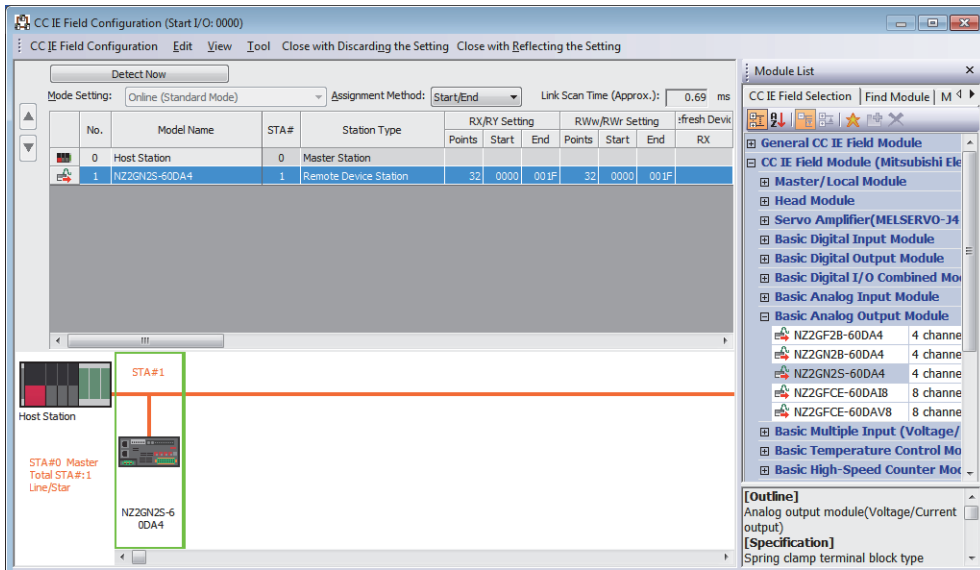 CC IE Field Configuration (Start I/O: 0000)
CC IE Field Configuration Edit View Tool Close with Discarding the Setting Close with Reflecting the Setting
Detect Now
Mode Setting: Online (Standard Mode) Assignment Method: Start/End Link Scan Time (Approx.): 0.69 ms
No. Model Name STA# Station Type RX/RY Setting RWw/RWr Setting efresh Devic
Points Start End Points Start End RX
0 Host Station 0 Master Station
1 NZ2GN2S-60DA4 1 Remote Device Station 32 0000 001F 32 0000 001F
STA#1
Host Station
STA#0 Master
Total STA#:1
Line/Star
NZ2GN2S-6
0DA4
Module List
CC IE Field Selection Find Module M
General CC IE Field Module
CC IE Field Module (Mitsubishi Ele
Master/Local Module
Head Module
Servo Amplifier(MELSERVO-J4
Basic Digital Input Module
Basic Digital Output Module
Basic Digital I/O Combined Mo
Basic Analog Input Module
Basic Analog Output Module
NZ2GF2B-60DA4 4 channe
NZ2GN2B-60DA4 4 channe
NZ2GN2S-60DA4 4 channe
NZ2GFCE-60DAI8 8 channe
NZ2GFCE-60DAV8 8 channe
Basic Multiple Input (Voltage/
Basic Temperature Control Mo
Basic High-Speed Counter Moc
[Outline]
Analog output module(Voltage/Current
output)
[Specification]
Spring clamp terminal block type